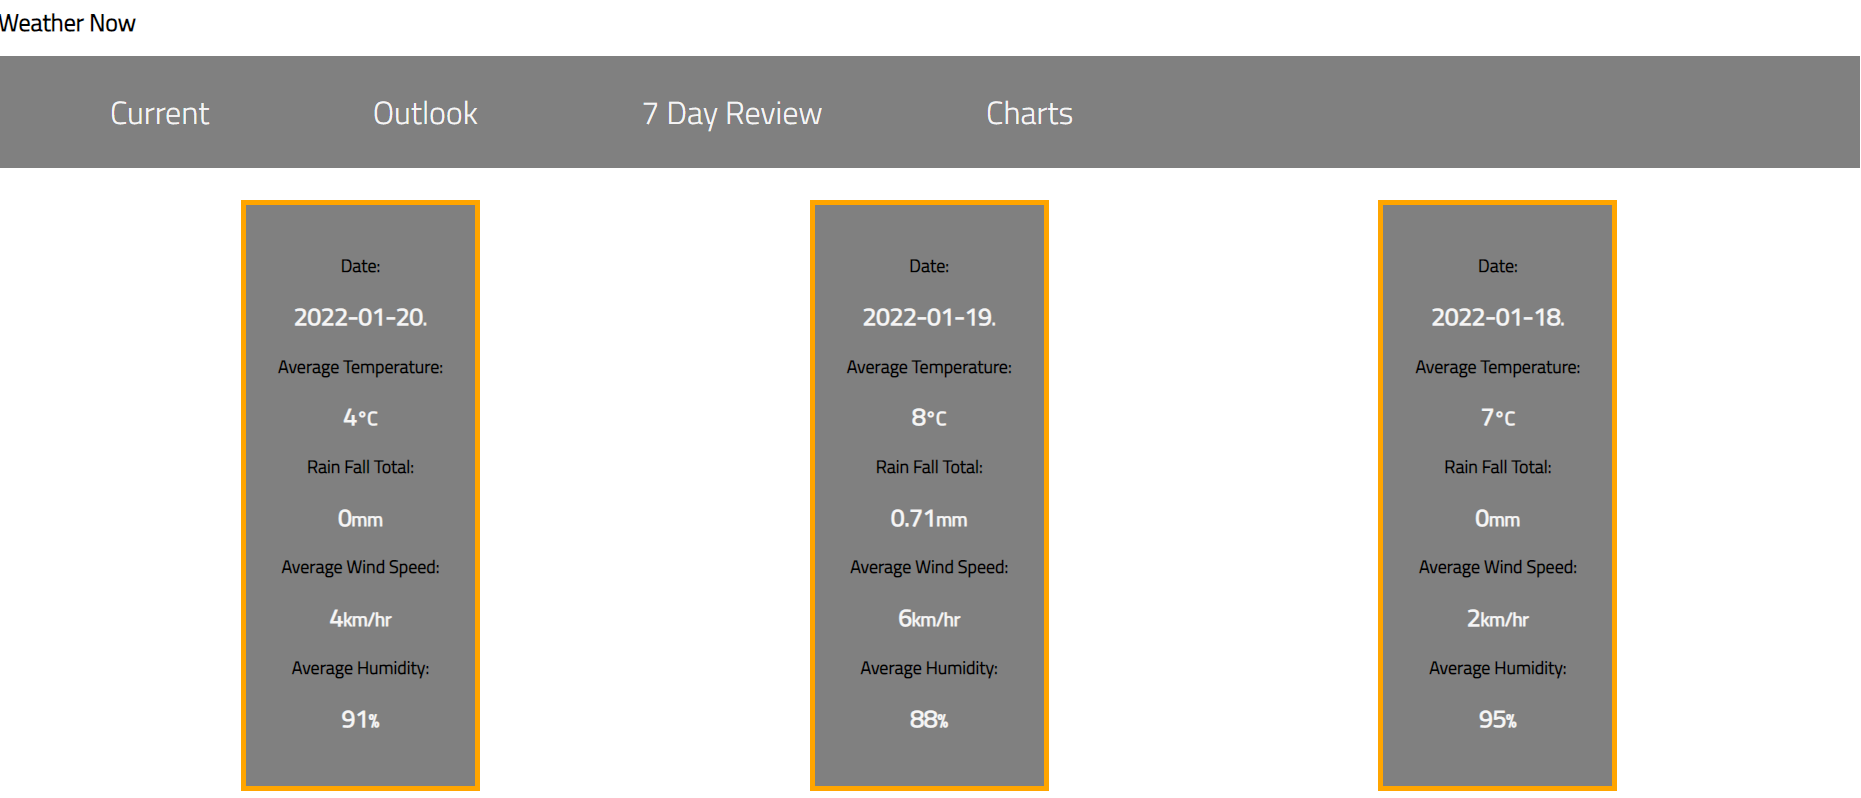 Weather Now
Current
Outlook
7 Day Review
Charts
Date:
2022-01-20.
Average Temperature:
4°C
Rain Fall Total:
0mm
Average Wind Speed:
4km/hr
Average Humidity:
91%
Date:
2022-01-19.
Average Temperature:
8°C
Rain Fall Total:
0.71mm
Average Wind Speed:
6km/hr
Average Humidity:
88%
Date:
2022-01-18.
Average Temperature:
7°C
Rain Fall Total:
0mm
Average Wind Speed:
2km/hr
Average Humidity:
95%